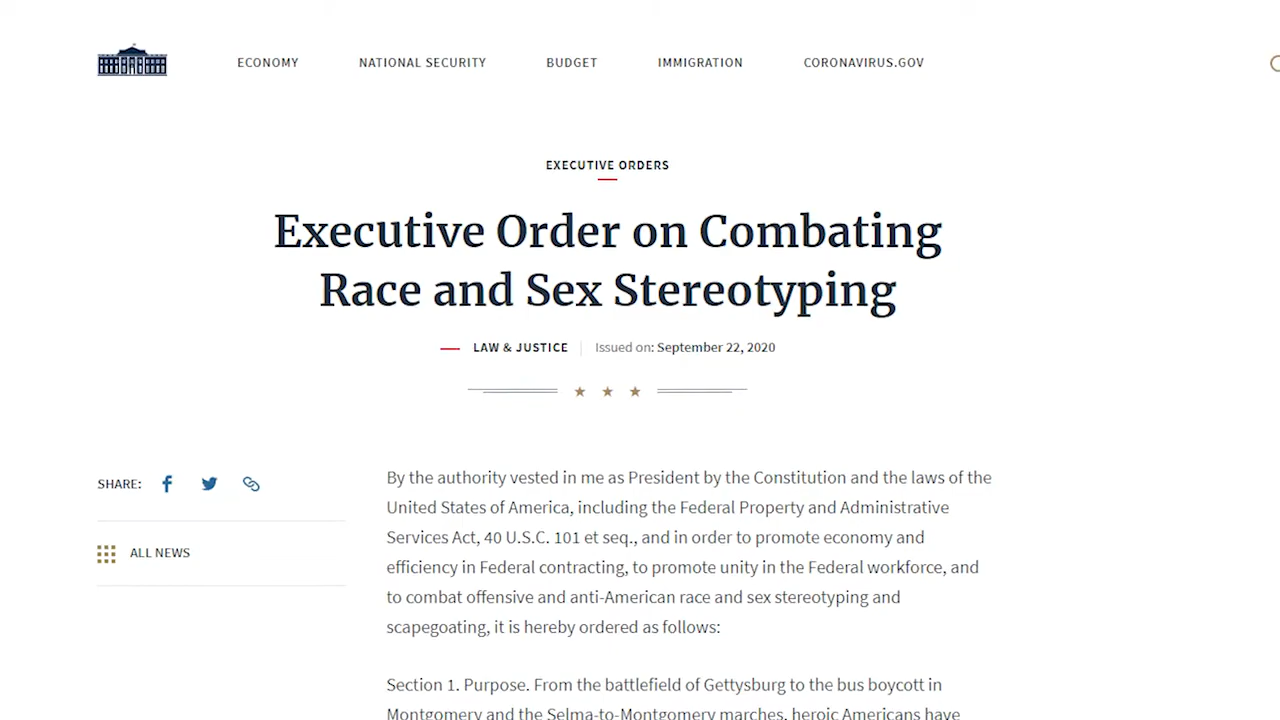 ECONOMY NATIONAL SECURITY BUDGET IMMIGRATION CORONAVIRUS.GOV
EXECUTIVE ORDERS
Executive Order on Combating
Race and Sex Stereotyping
LAW & JUSTICE Issued on: September 22, 2020
SHARE:
ALL NEWS
By the authority vested in me as President by the Constitution and the laws of the
United States of America, including the Federal Property and Administrative
Services Act, 40 U.S.C. 101 et seq., and in order to promote economy and
efficiency in Federal contracting, to promote unity in the Federal workforce, and
to combat offensive and anti-American race and sex stereotyping and
scapegoating, it is hereby ordered as follows:
Section 1. Purpose. From the battlefield of Gettysburg to the bus boycott in
Montgomery and the Selma-to-Montgomery marches, heroic Americans have